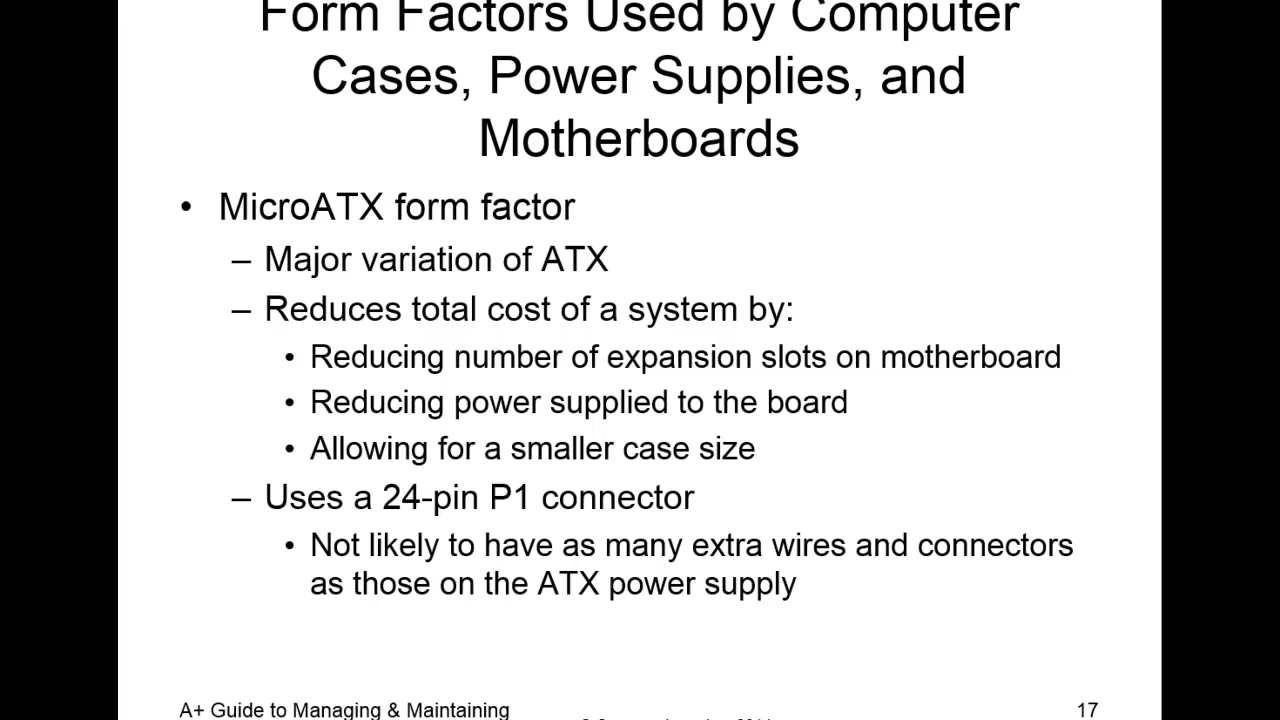 Form Factors Used by Computer
Cases, Power Supplies, and
Motherboards
• MicroATX form factor
– Major variation of ATX
– Reduces total cost of a system by:
• Reducing number of expansion slots on motherboard
• Reducing power supplied to the board
• Allowing for a smaller case size
– Uses a 24-pin P1 connector
• Not likely to have as many extra wires and connectors
as those on the ATX power supply
A+ Guide to Managing & Maintaining
17